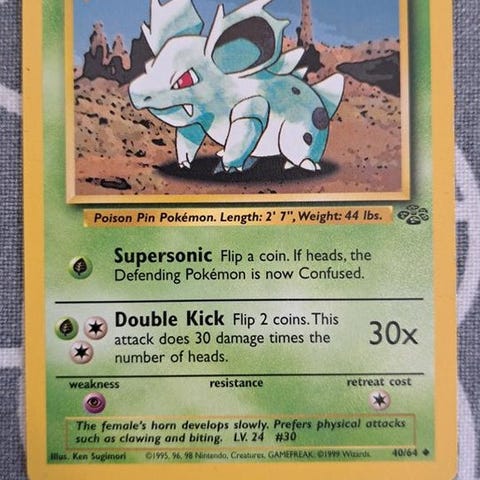 Poison Pin Pokémon. Length: 2' 7", Weight: 44 lbs.
Supersonic Flip a coin. If heads, the
Defending Pokémon is now Confused.
Double Kick Flip 2 coins. This
attack does 30 damage times the
number of heads.
30x
weakness resistance retreat cost
The female's horn develops slowly. Prefers physical attacks
such as clawing and biting. LV. 24 #30
Illus. Ken Sugimori ©1995, 96, 98 Nintendo, Creatures, GAMEFREAK. ©1999 Wizards. 40/64